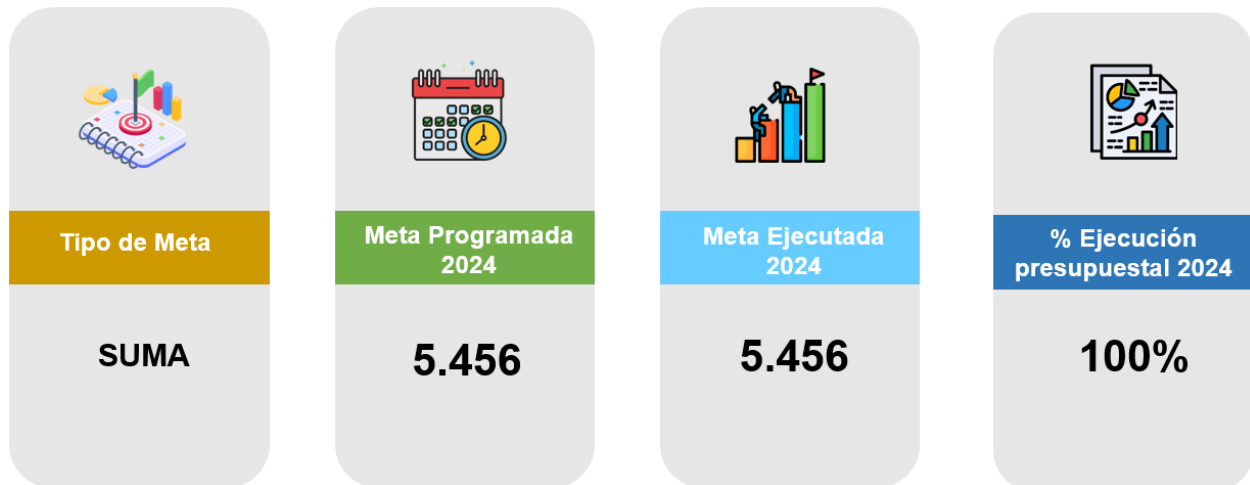 Tipo de Meta
SUMA
Meta Programada
2024
5.456
Meta Ejecutada
2024
5.456
% Ejecución
presupuestal 2024
100%